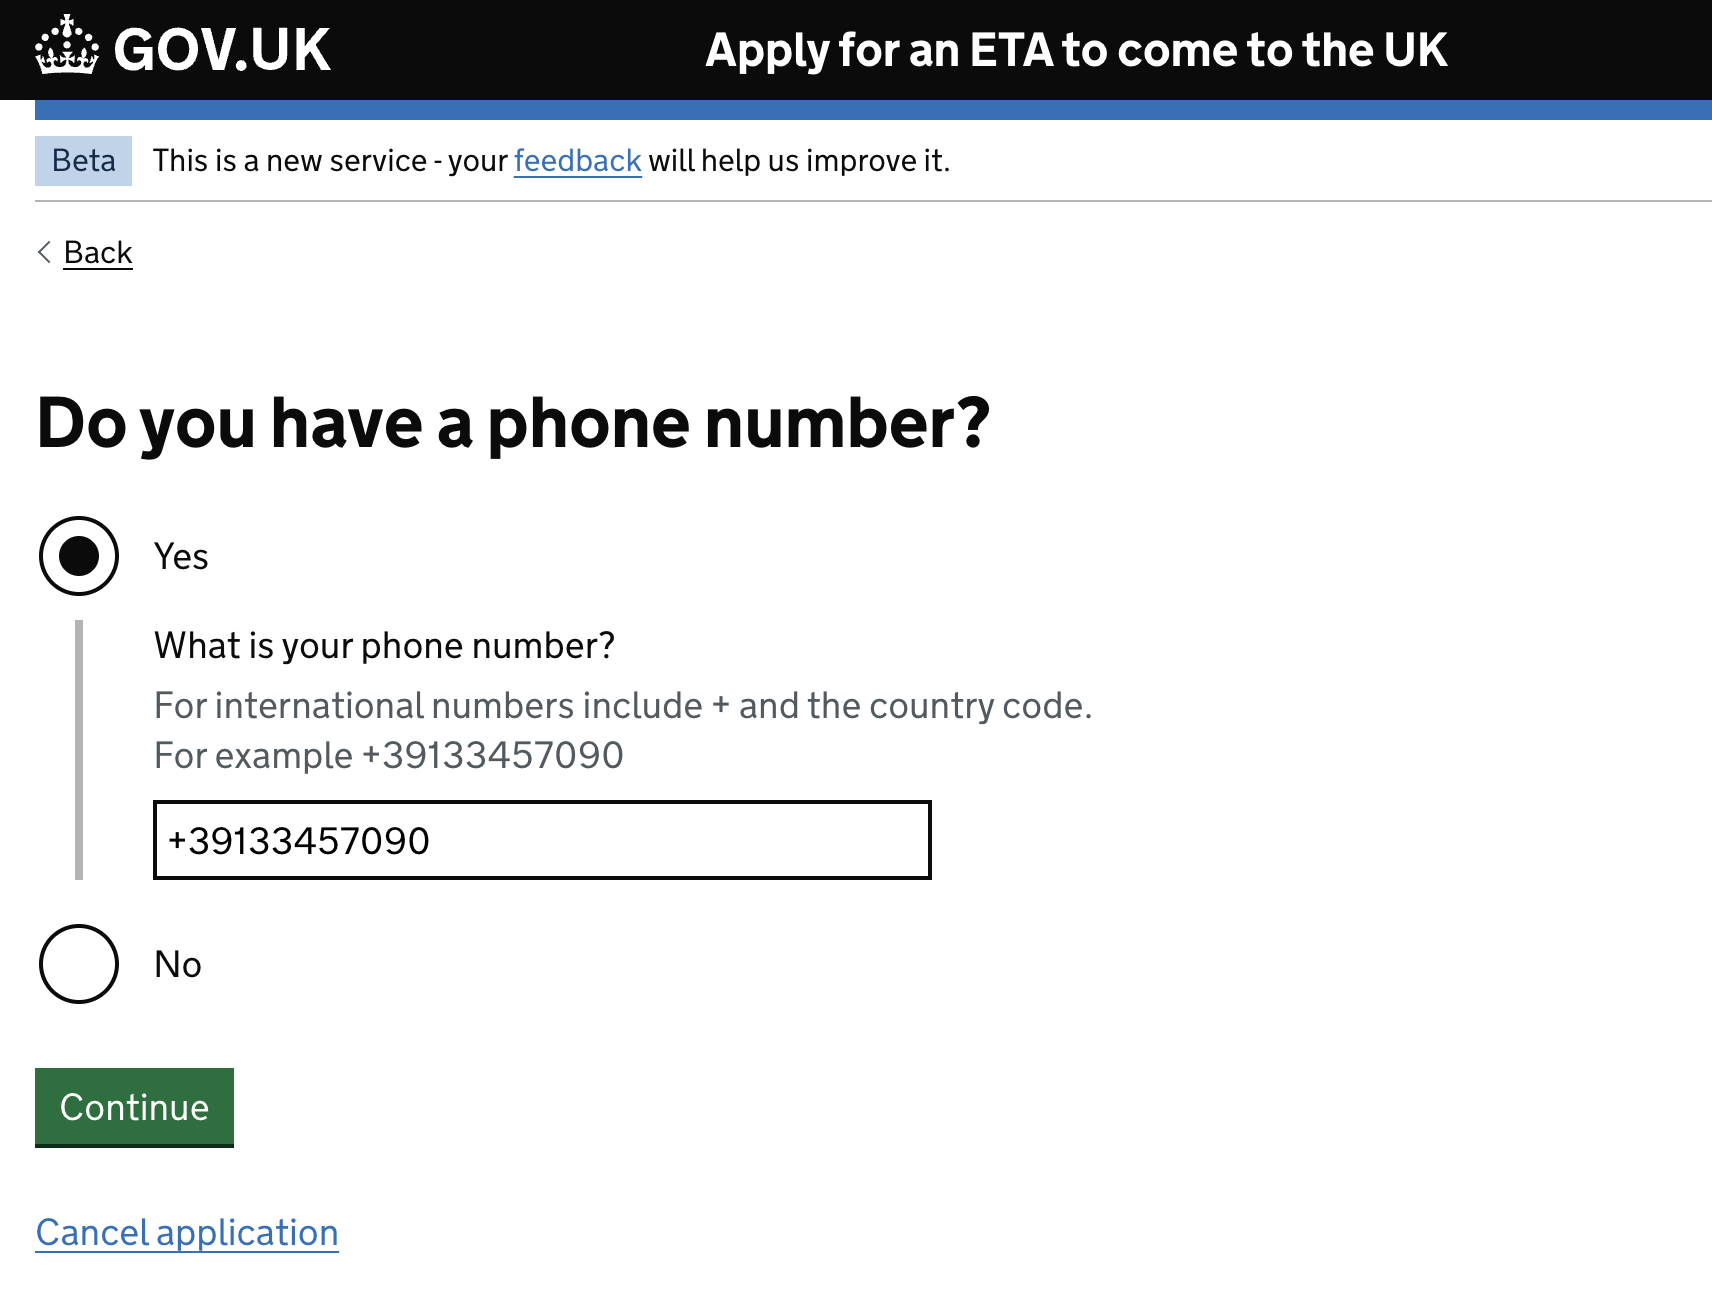 GOV.UK
Apply for an ETA to come to the UK
Beta This is a new service - your feedback will help us improve it.
Back
Do you have a phone number?
Yes
What is your phone number?
For international numbers include + and the country code.
For example +39133457090
+39133457090
No
Continue
Cancel application